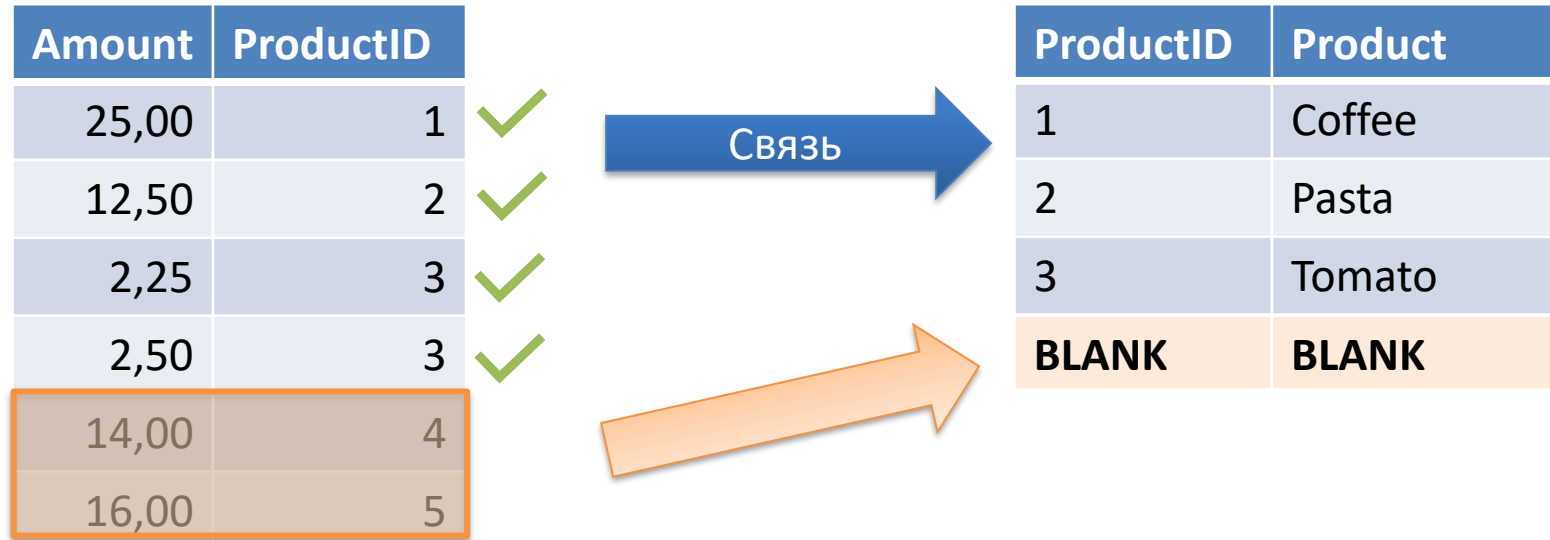 Amount ProductID
25,00 1
12,50 2
2,25 3
2,50 3
14,00 4
16,00 5
Связь
ProductID Product
1 Coffee
2 Pasta
3 Tomato
BLANK BLANK